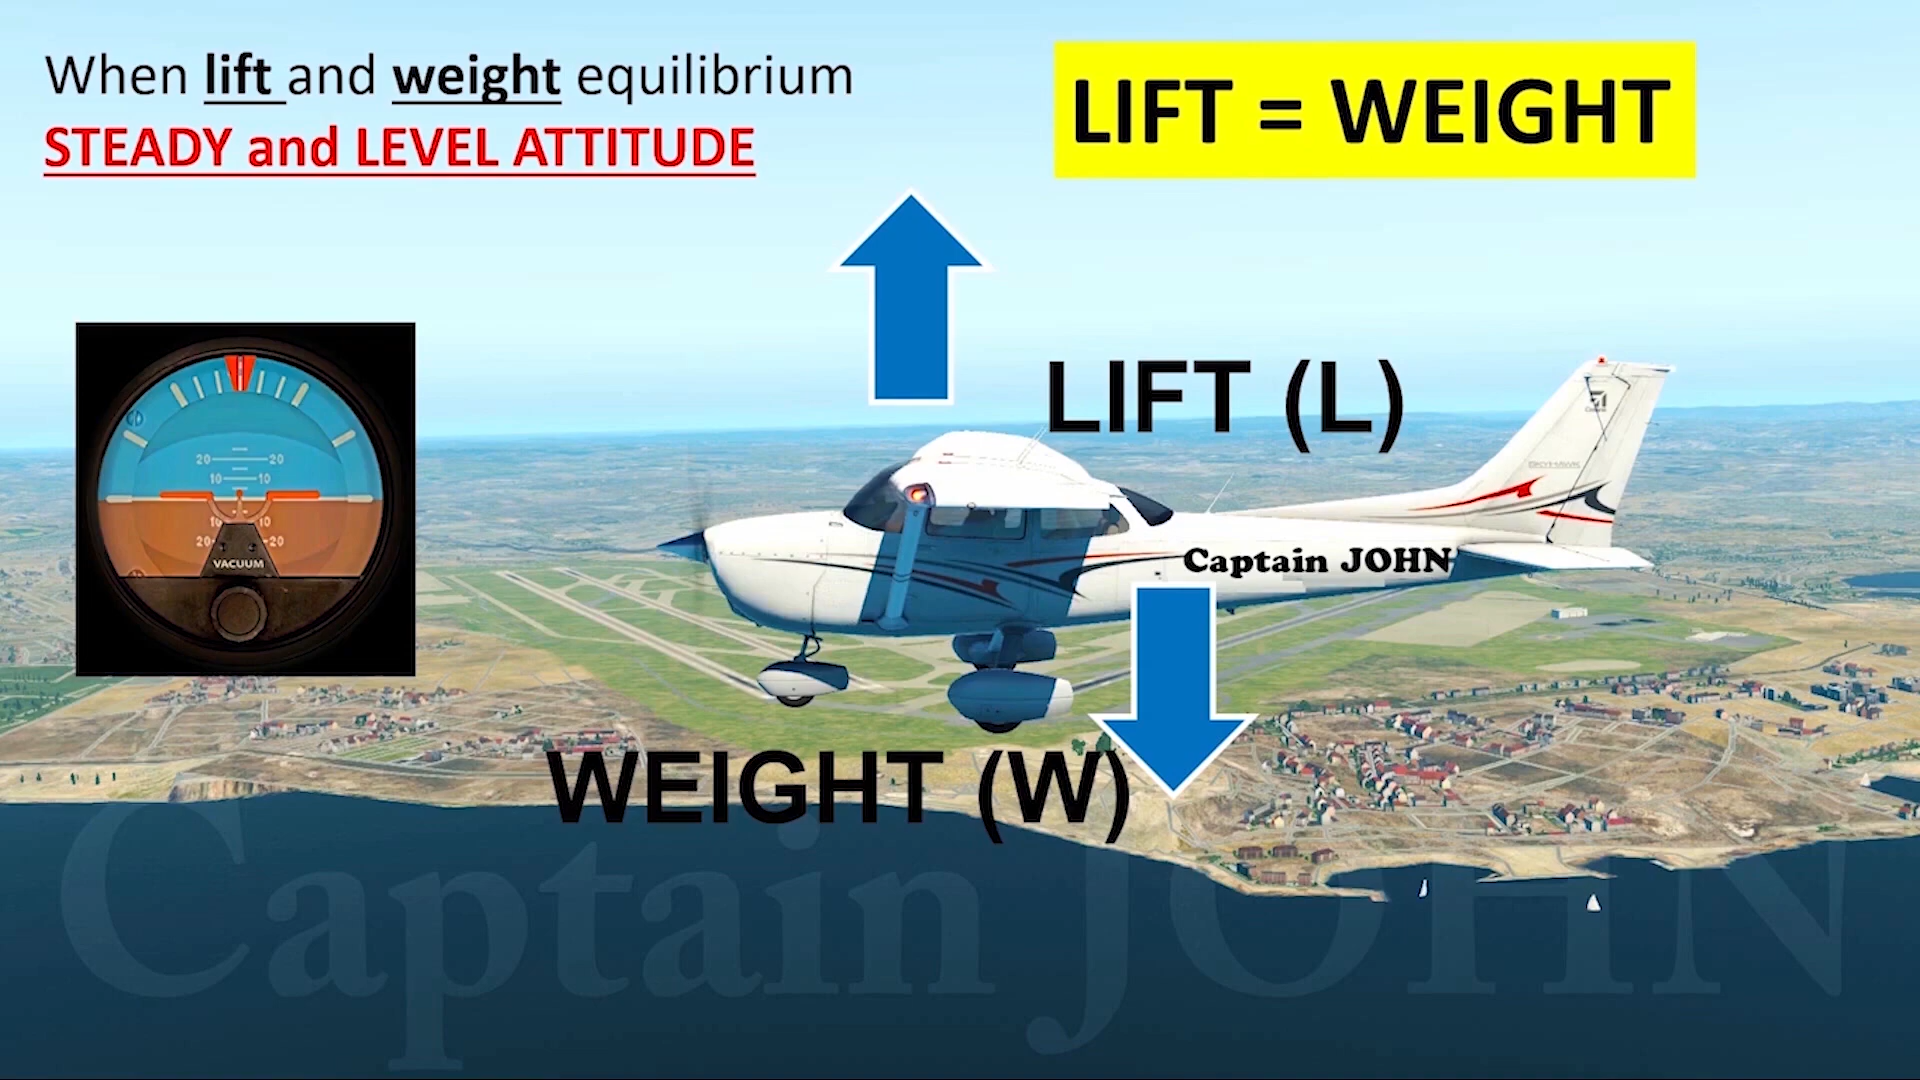 When lift and weight equilibrium
STEADY and LEVEL ATTITUDE
LIFT = WEIGHT
LIFT (L)
20 20
10 10
10 10
20 20
VACUUM
SKYHAWK
Captain JOHN
WEIGHT (W)
Captain JOHN